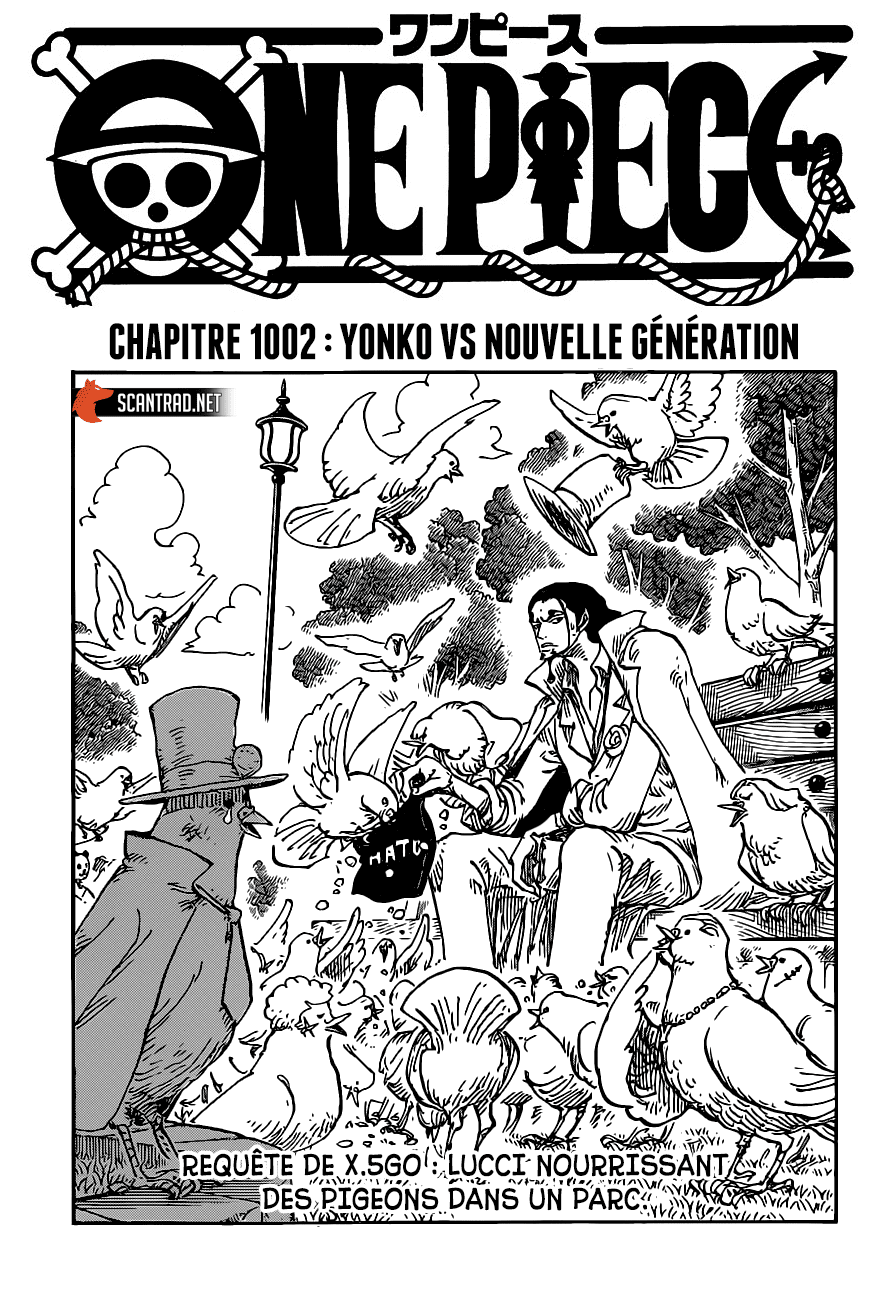 ワンピース
ONE PIECE
CHAPITRE 1002 : YONKO VS NOUVELLE GÉNÉRATION
SCANTRAD.NET
HATO
REQUÊTE DE X.5GO : LUCCI NOURRISSANT
DES PIGEONS DANS UN PARC.